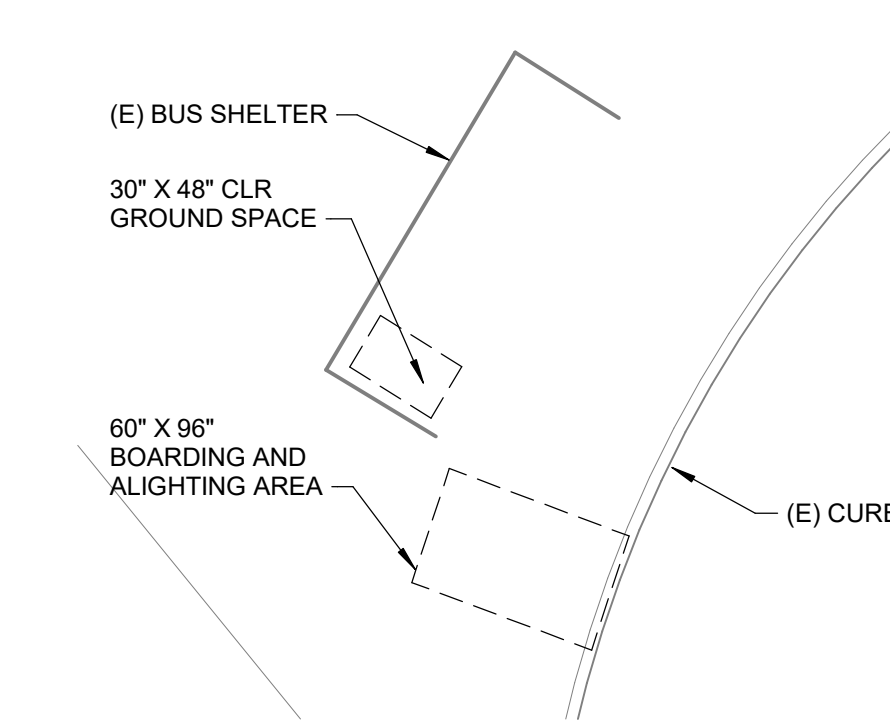 (E) BUS SHELTER
30" X 48" CLR
GROUND SPACE
60" X 96"
BOARDING AND
ALIGHTING AREA
(E) CURB